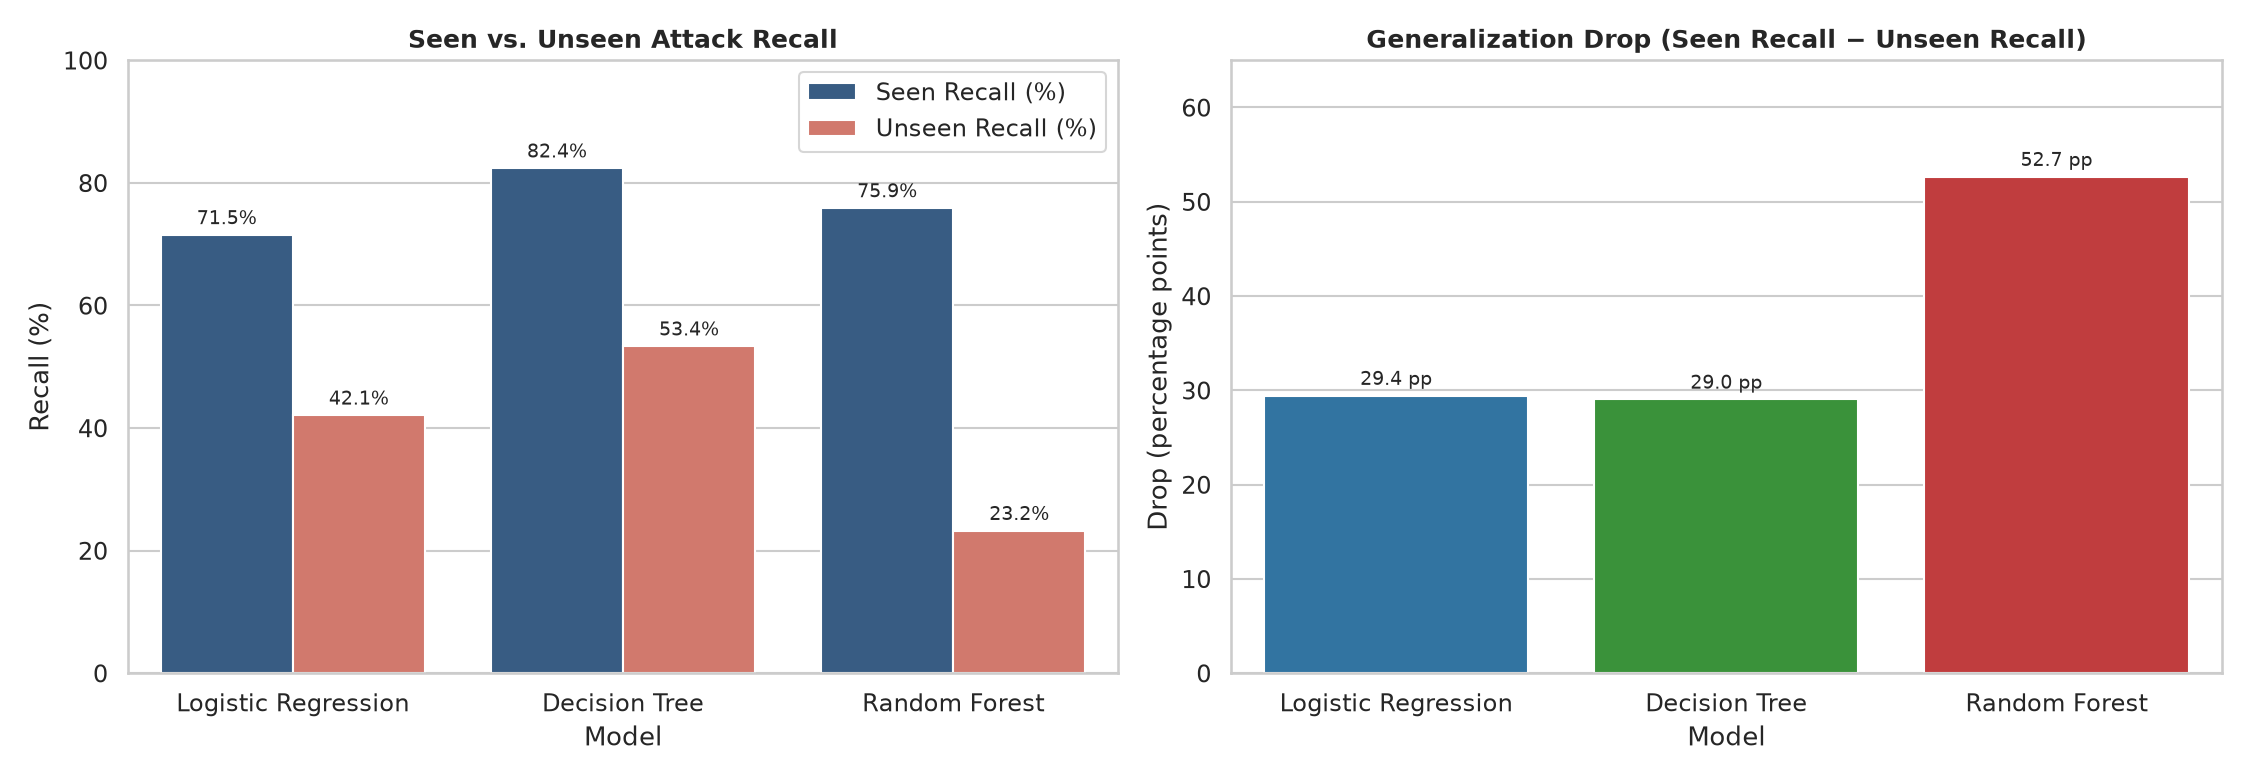 Seen vs. Unseen Attack Recall
Recall (%)
100
80
60
40
20
0
Seen Recall (%)
Unseen Recall (%)
71.5%
42.1%
82.4%
53.4%
75.9%
23.2%
Logistic Regression
Decision Tree
Random Forest
Model
Generalization Drop (Seen Recall − Unseen Recall)
Drop (percentage points)
60
50
40
30
20
10
0
29.4 pp
29.0 pp
52.7 pp
Logistic Regression
Decision Tree
Random Forest
Model